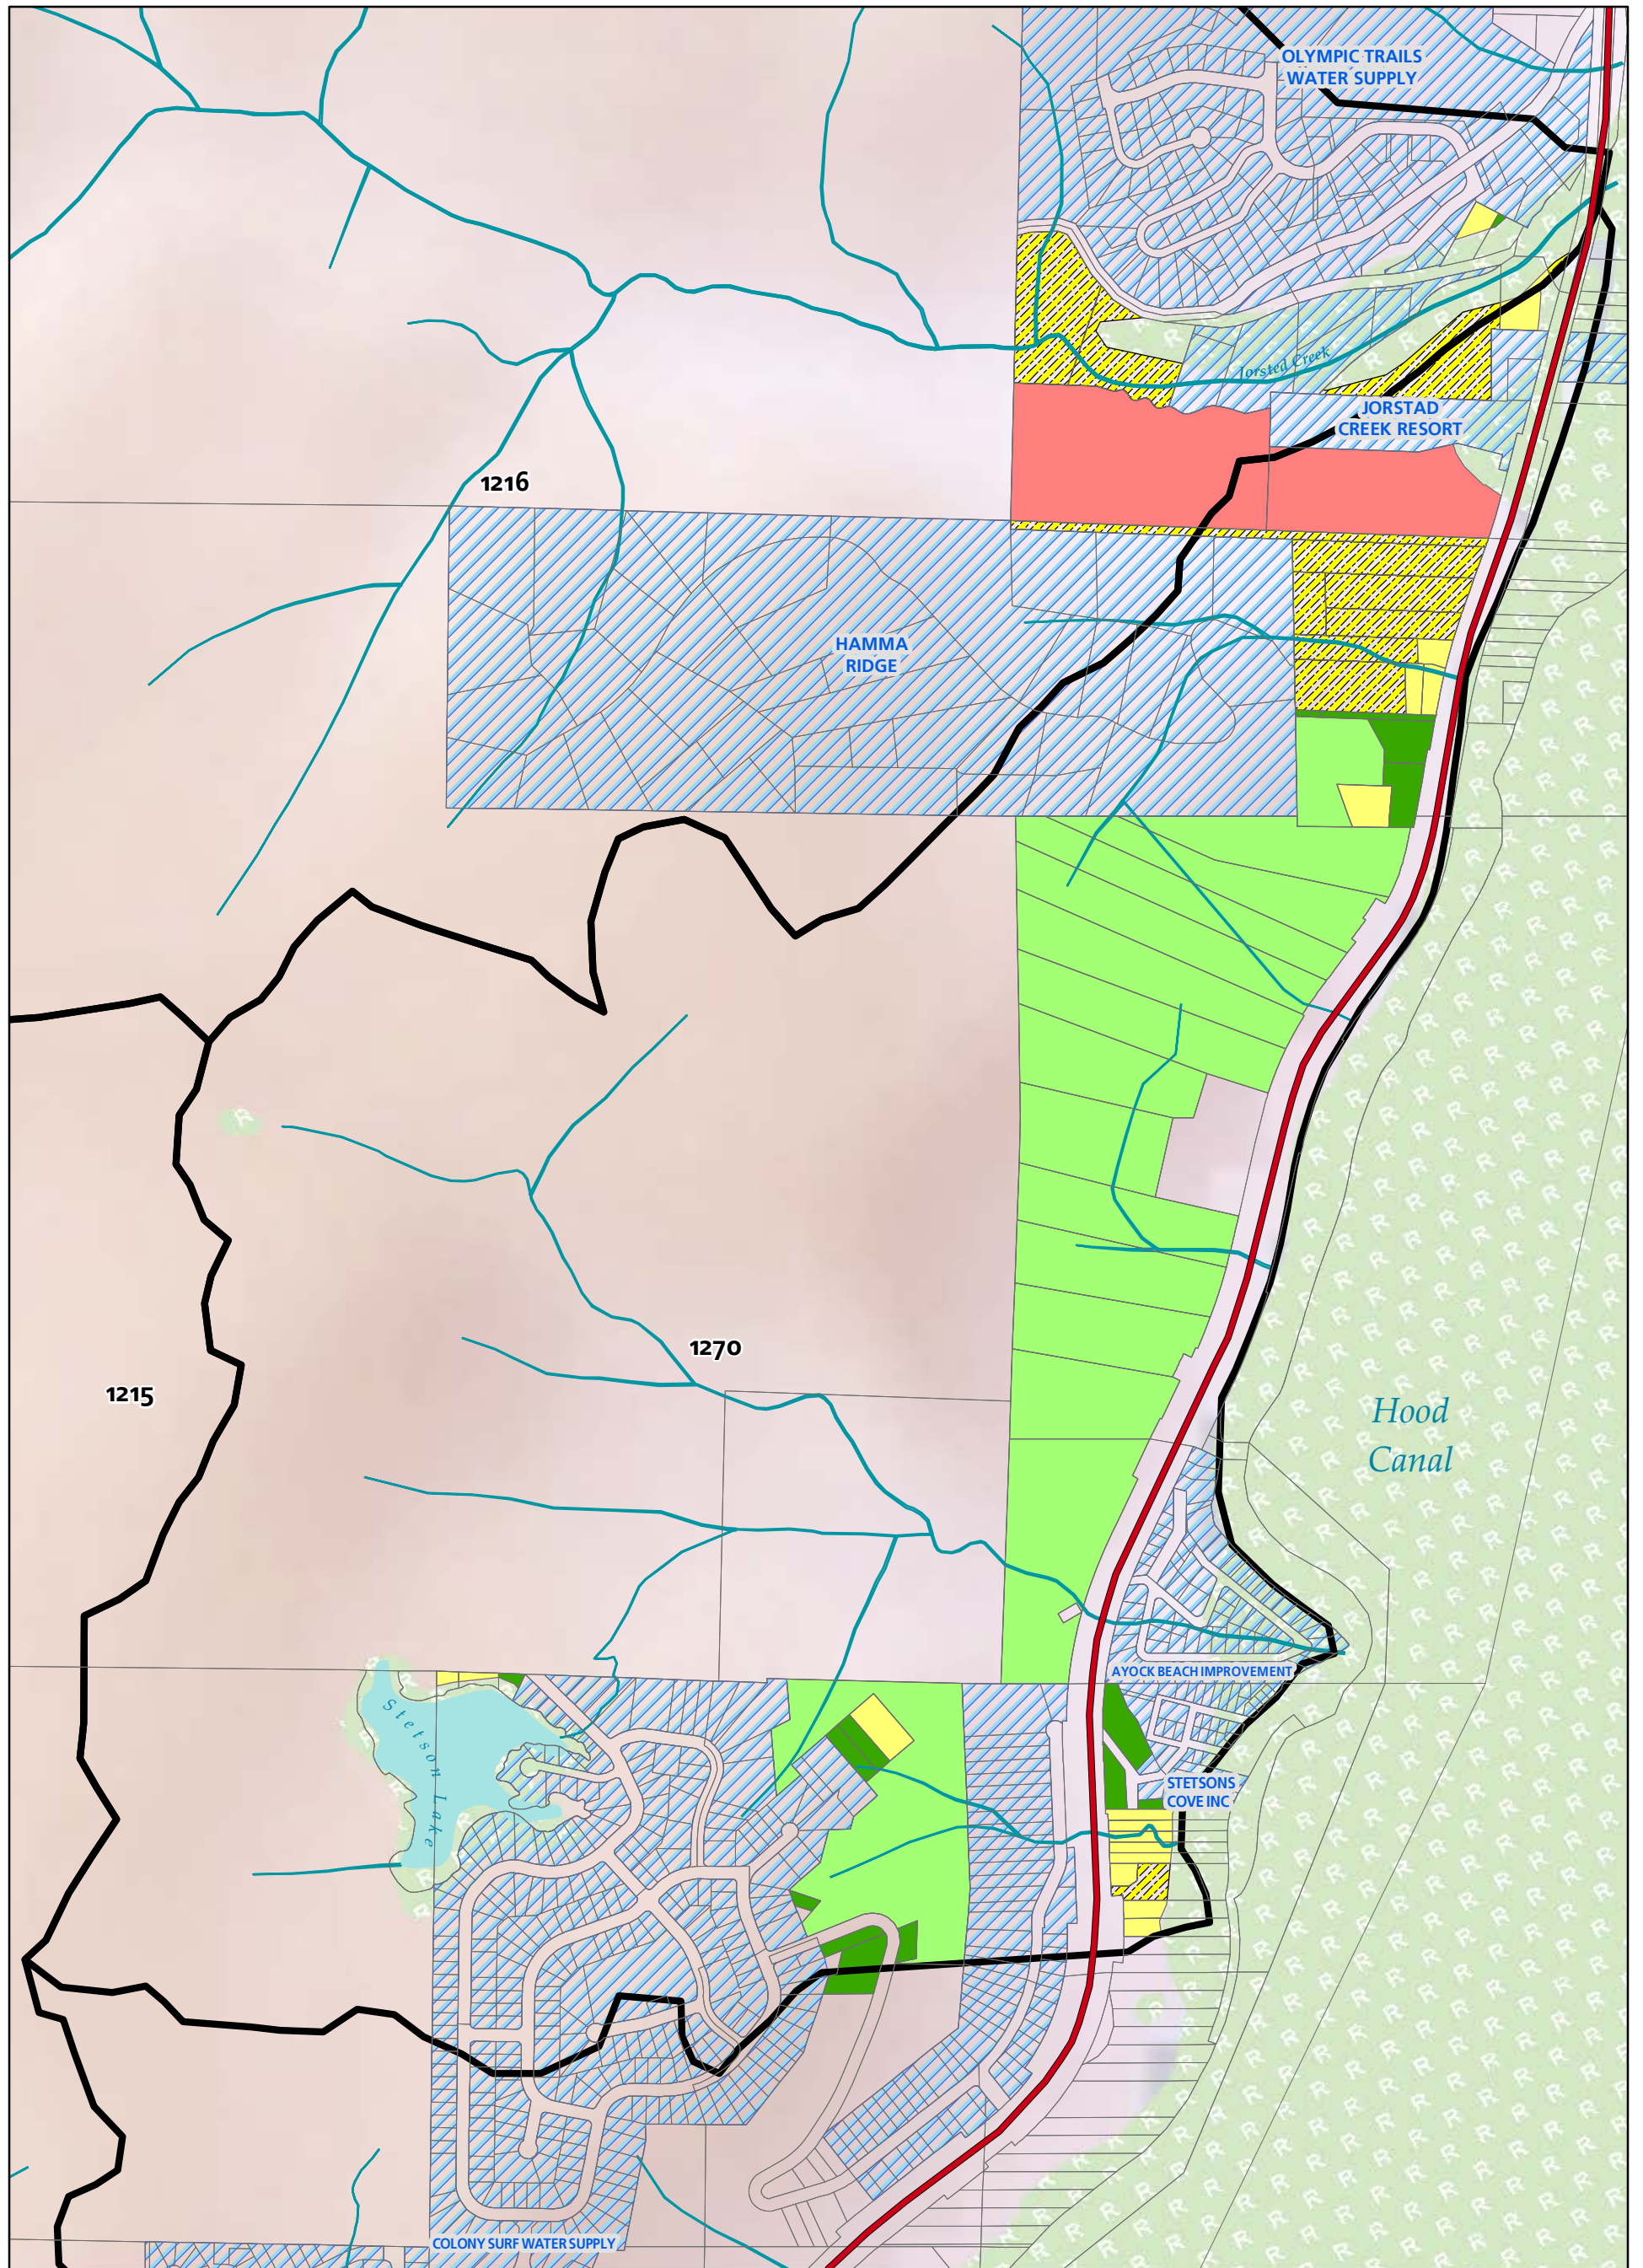 OLYMPIC TRAILS
WATER SUPPLY
Jorsted Creek
JORSTAD
CREEK RESORT
1216
HAMMA
RIDGE
1270
1215
Hood
Canal
AYOCK BEACH IMPROVEMENT
Stetson Lake
STETSONS
COVE INC
COLONY SURF WATER SUPPLY